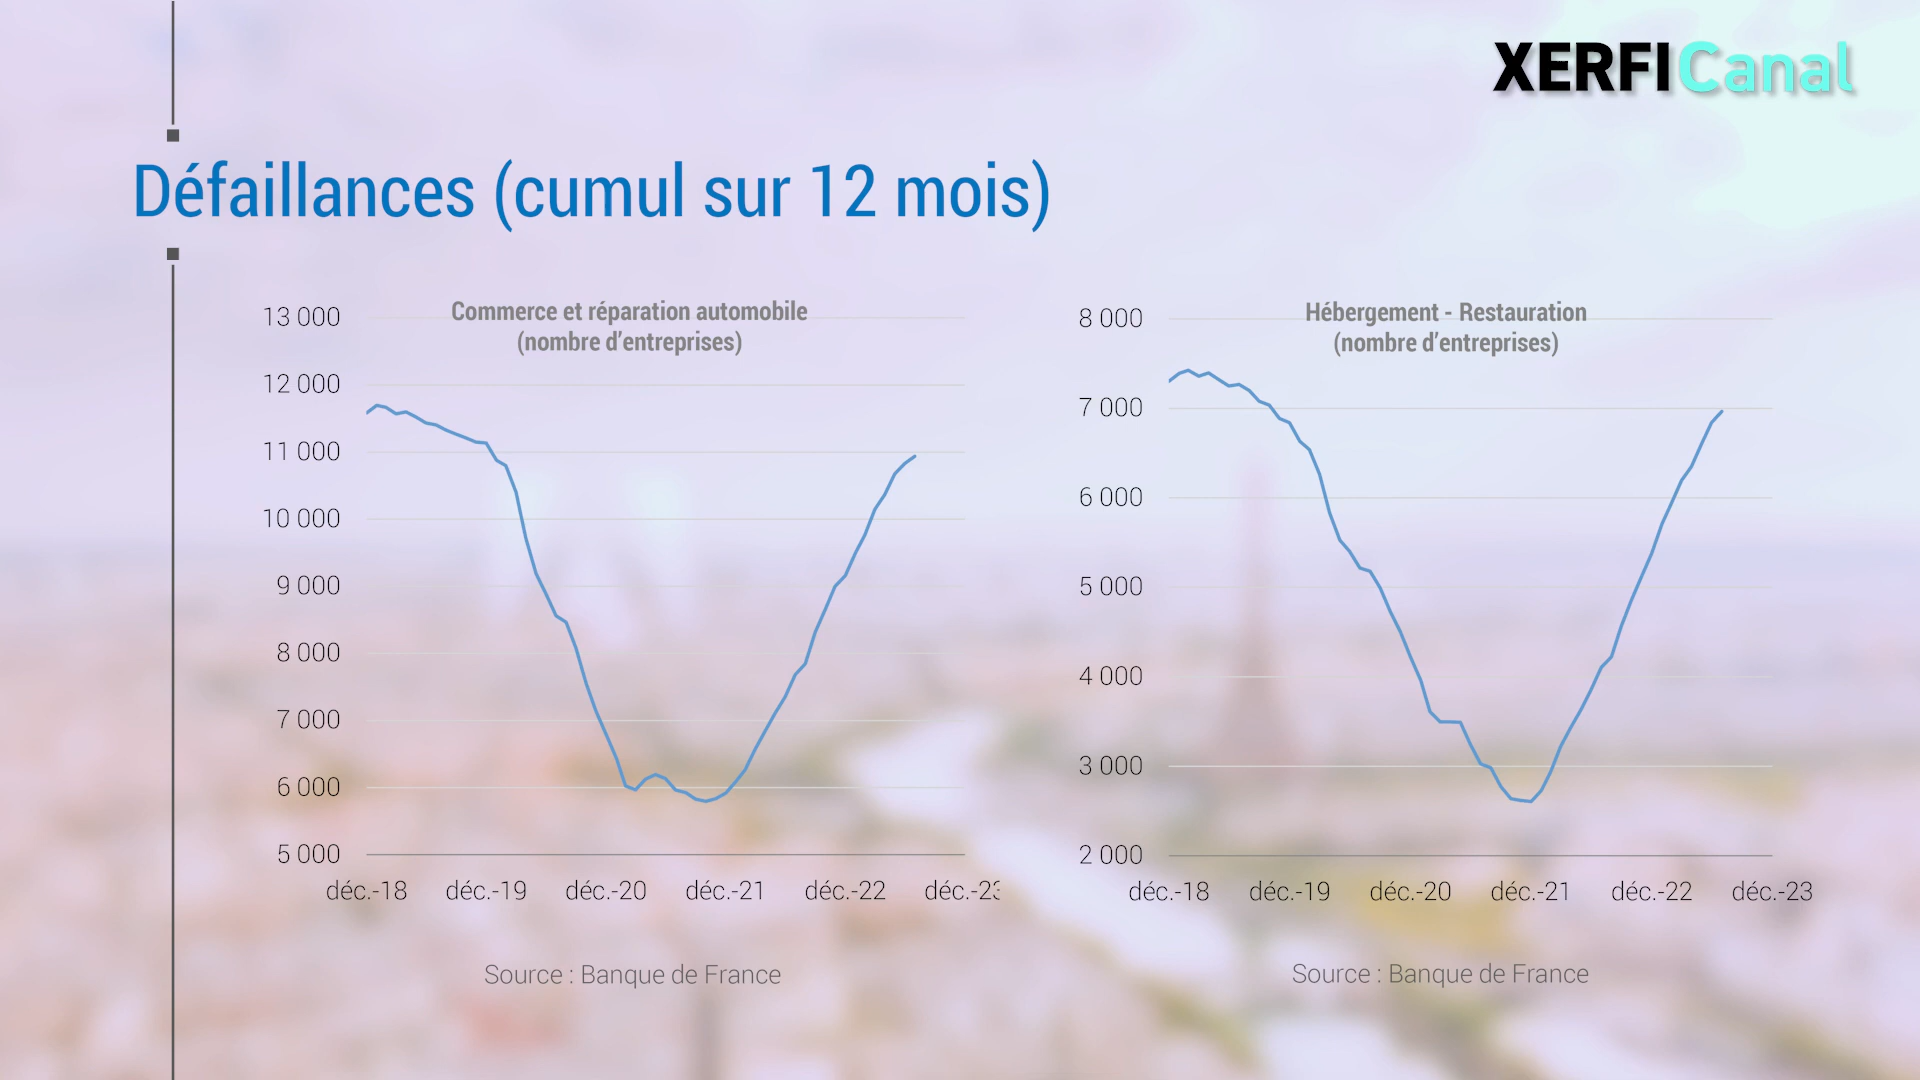 XERFI Canal
Défaillances (cumul sur 12 mois)
Commerce et réparation automobile
(nombre d'entreprises)
13 000
12 000
11 000
10 000
9 000
8 000
7 000
6 000
5 000
déc.-18 déc.-19 déc.-20 déc.-21 déc.-22 déc.-23
Source : Banque de France
Hébergement - Restauration
(nombre d'entreprises)
8 000
7 000
6 000
5 000
4 000
3 000
2 000
déc.-18 déc.-19 déc.-20 déc.-21 déc.-22 déc.-23
Source : Banque de France